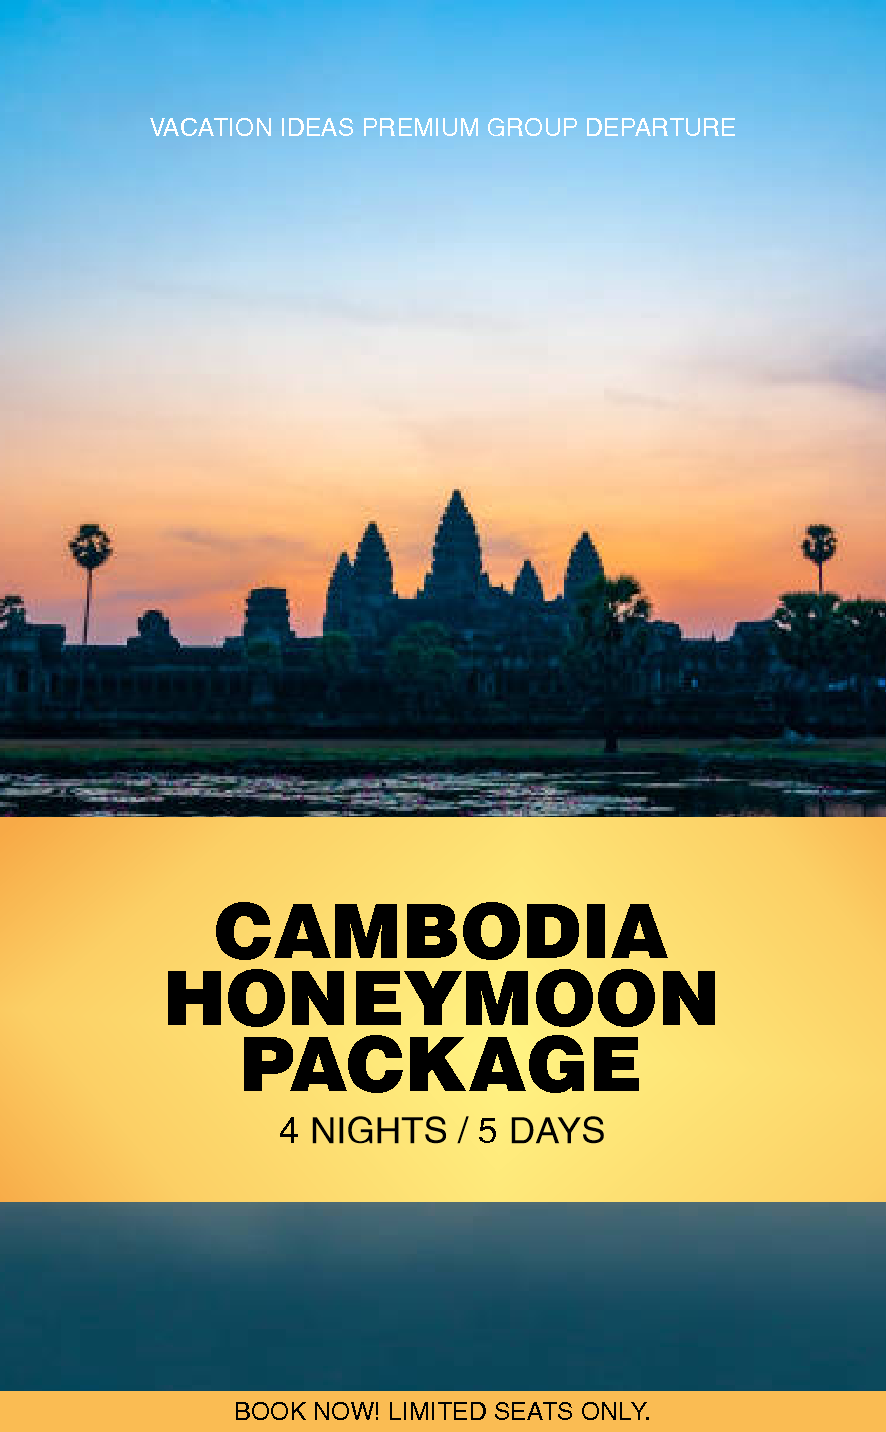 VACATION IDEAS PREMIUM GROUP DEPARTURE
CAMBODIA
HONEYMOON
PACKAGE
4 NIGHTS / 5 DAYS
BOOK NOW! LIMITED SEATS ONLY.